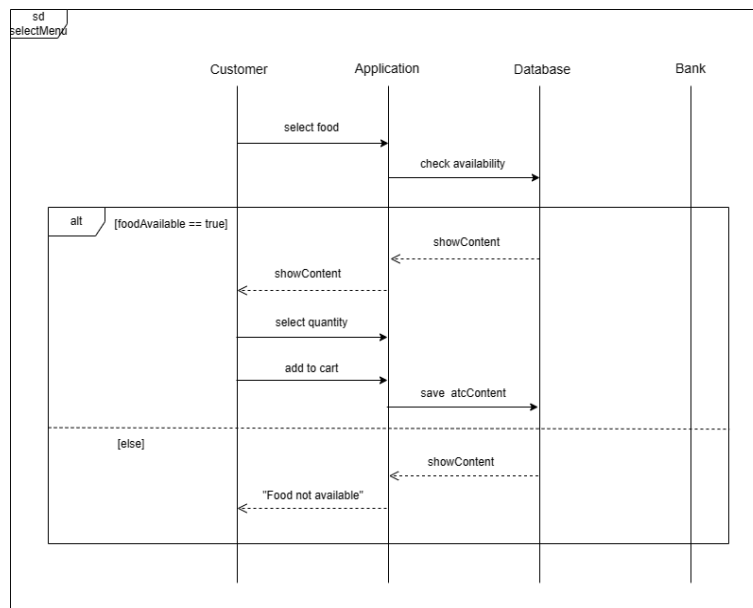 sd
selectMenu
Customer
Application
Database
Bank
select food
check availability
alt
[foodAvailable == true]
showContent
showContent
select quantity
add to cart
save atcContent
[else]
showContent
"Food not available"